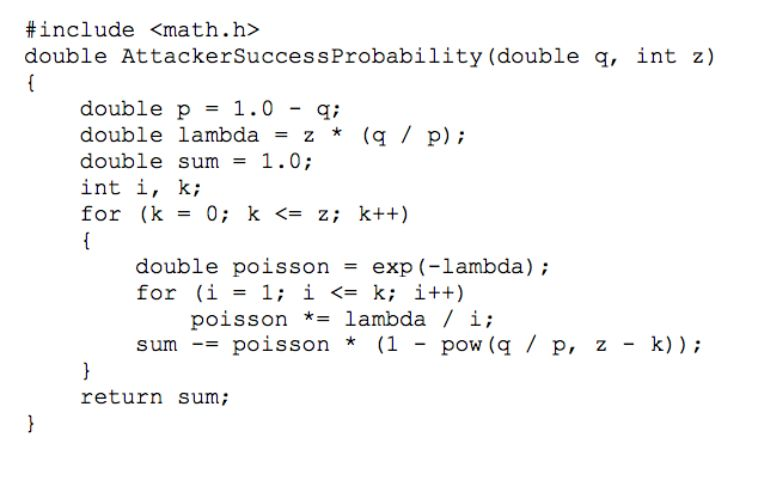 #include <math.h>
double AttackerSuccessProbability(double q, int z)
{
    double p = 1.0 - q;
    double lambda = z * (q / p);
    double sum = 1.0;
    int i, k;
    for (k = 0; k <= z; k++)
    {
        double poisson = exp(-lambda);
        for (i = 1; i <= k; i++)
            poisson *= lambda / i;
        sum -= poisson * (1 - pow(q / p, z - k));
    }
    return sum;
}